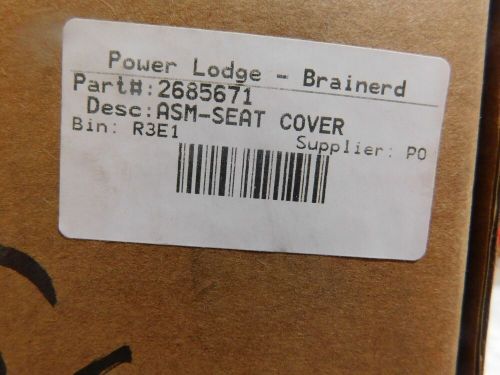 Power Lodge - Brainerd
Part#:2685671
Desc:ASM-SEAT COVER
Bin: R3E1 Supplier: PO